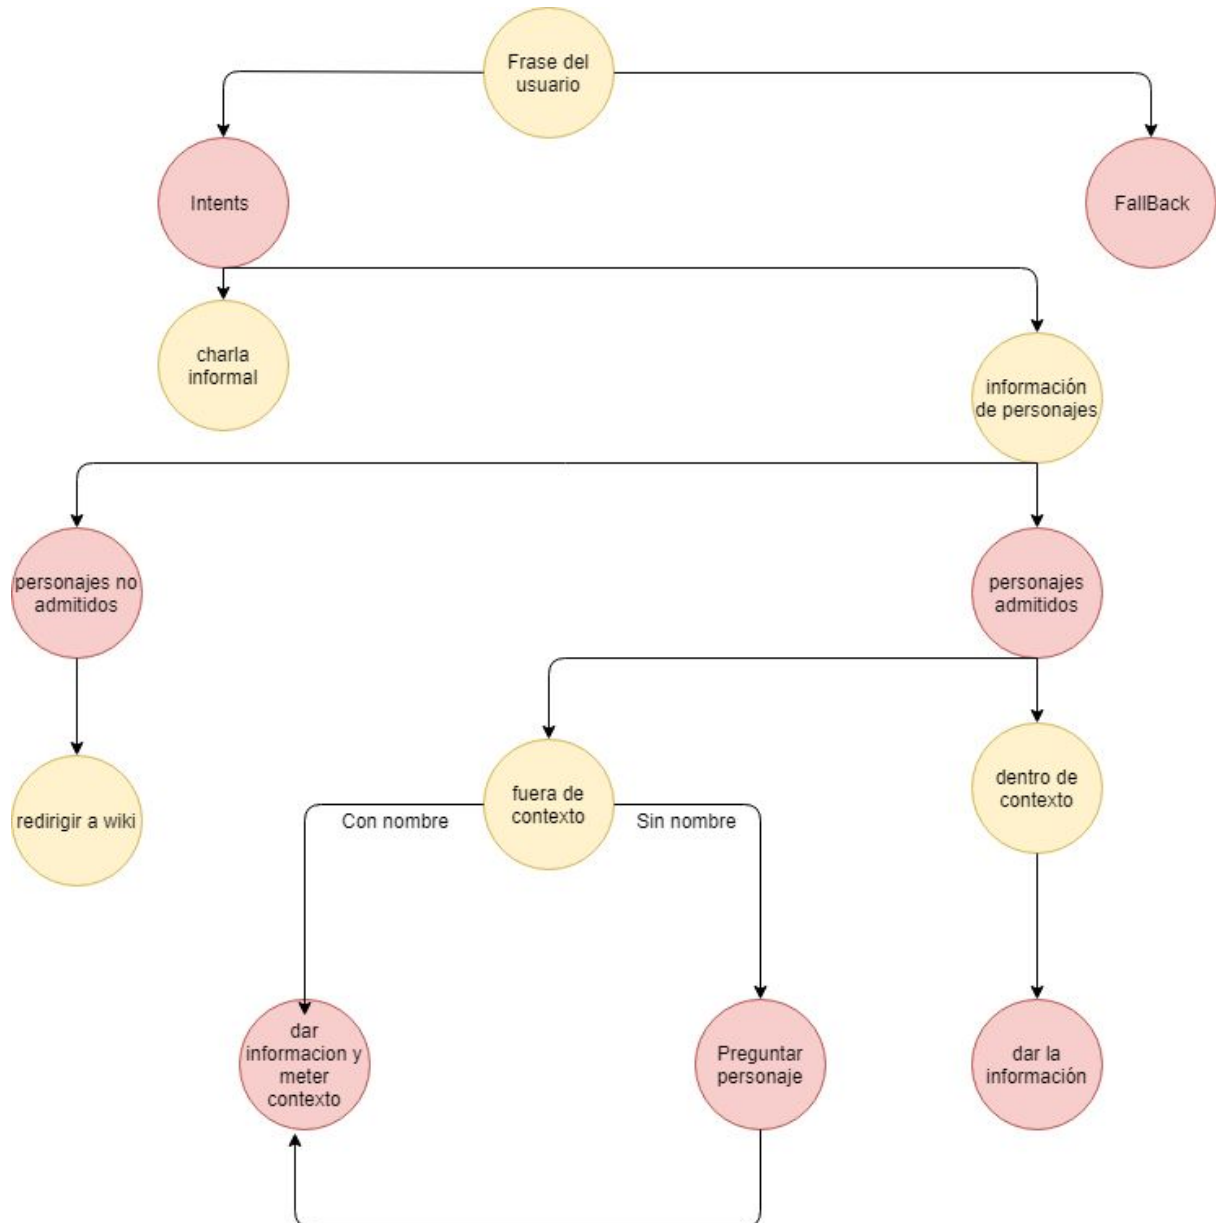 Frase del
usuario
Intents
FallBack
charla
informal
información
de personajes
personajes no
admitidos
personajes
admitidos
redirigir a wiki
fuera de
contexto
dentro de
contexto
Con nombre
Sin nombre
dar
informacion y
meter
contexto
Preguntar
personaje
dar la
información